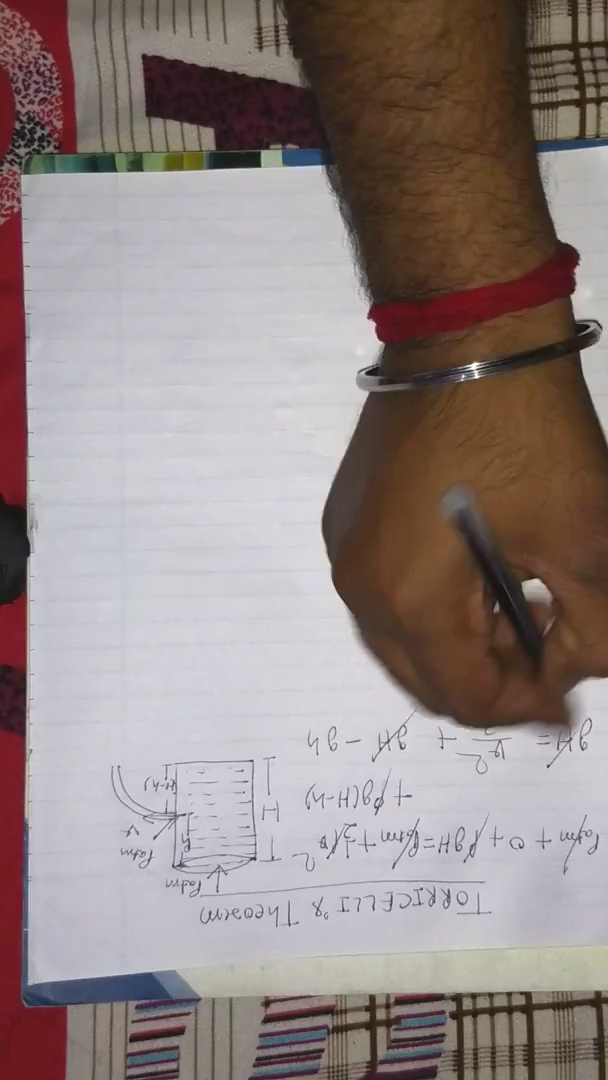 TORRICELLI'S Theorem
Patm + 0 + ρgH = Patm + ½ρv²
+ ρg(H-h)
gH = v²/2 + gH - gh
Patm
Patm
v
h
H
(H-h)